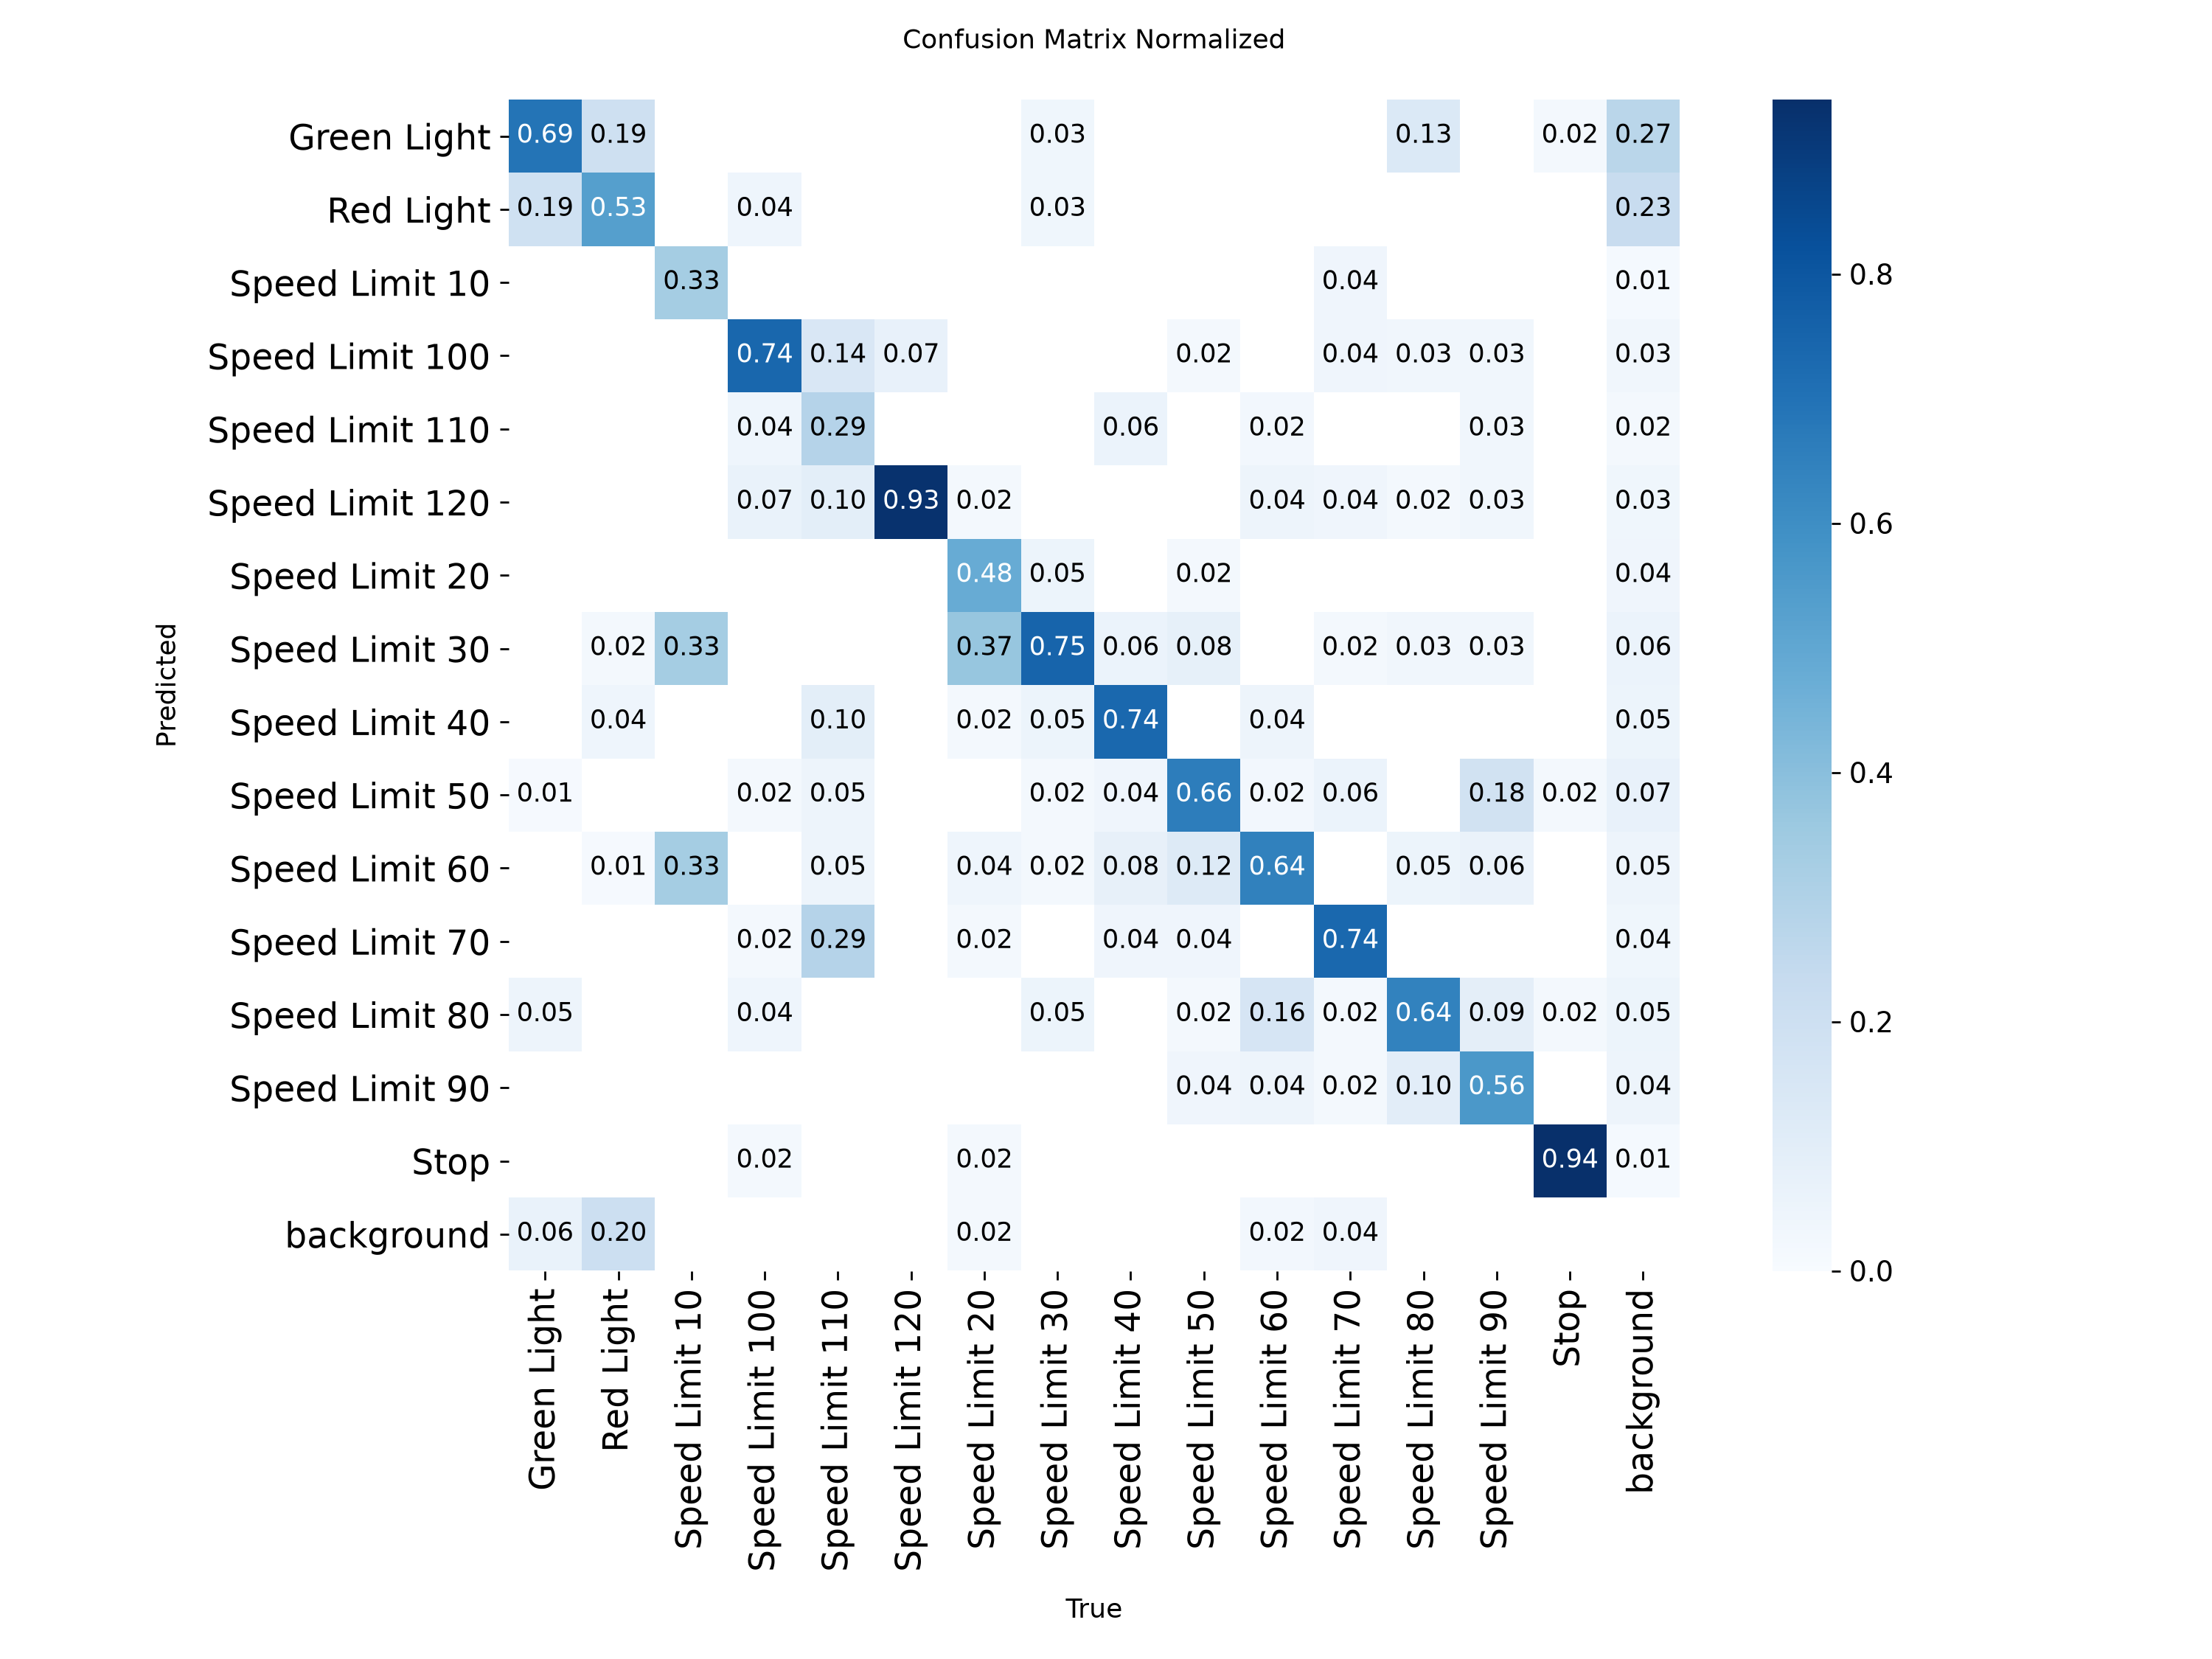 Confusion Matrix Normalized
Green Light 0.69 0.19 0.03 0.13 0.02 0.27
Red Light 0.19 0.53 0.04 0.03 0.23
Speed Limit 10 0.33 0.04 0.01
0.8
Speed Limit 100 0.74 0.14 0.07 0.02 0.04 0.03 0.03 0.03
Speed Limit 110 0.04 0.29 0.06 0.02 0.03 0.02
Speed Limit 120 0.07 0.10 0.93 0.02 0.04 0.04 0.02 0.03 0.03
0.6
Speed Limit 20 0.48 0.05 0.02 0.04
Speed Limit 30 0.02 0.33 0.37 0.75 0.06 0.08 0.02 0.03 0.03 0.06
Predicted
Speed Limit 40 0.04 0.10 0.02 0.05 0.74 0.04 0.05
0.4
Speed Limit 50 0.01 0.02 0.05 0.02 0.04 0.66 0.02 0.06 0.18 0.02 0.07
Speed Limit 60 0.01 0.33 0.05 0.04 0.02 0.08 0.12 0.64 0.05 0.06 0.05
Speed Limit 70 0.02 0.29 0.02 0.04 0.04 0.74 0.04
Speed Limit 80 0.05 0.04 0.05 0.02 0.16 0.02 0.64 0.09 0.02 0.05
0.2
Speed Limit 90 0.04 0.04 0.02 0.10 0.56 0.04
Stop 0.02 0.02 0.94 0.01
background 0.06 0.20 0.02 0.02 0.04
0.0
Green Light
Red Light
Speed Limit 10
Speed Limit 100
Speed Limit 110
Speed Limit 120
Speed Limit 20
Speed Limit 30
Speed Limit 40
Speed Limit 50
Speed Limit 60
Speed Limit 70
Speed Limit 80
Speed Limit 90
Stop
background
True